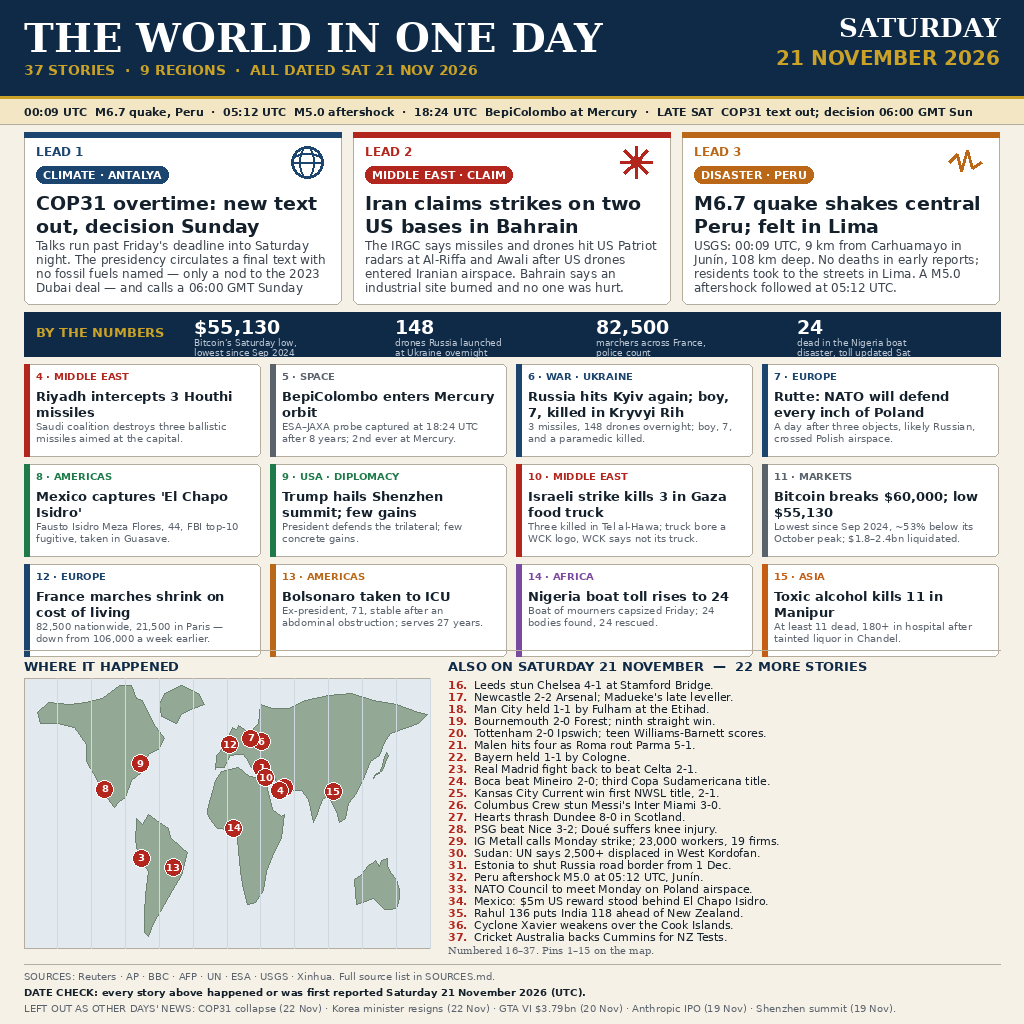 THE WORLD IN ONE DAY
37 STORIES · 9 REGIONS · ALL DATED SAT 21 NOV 2026
SATURDAY
21 NOVEMBER 2026
00:09 UTC M6.7 quake, Peru · 05:12 UTC M5.0 aftershock · 18:24 UTC BepiColombo at Mercury · LATE SAT COP31 text out; decision 06:00 GMT Sun
LEAD 1
CLIMATE · ANTALYA
COP31 overtime: new text
out, decision Sunday
Talks run past Friday's deadline into Saturday
night. The presidency circulates a final text with
no fossil fuels named — only a nod to the 2023
Dubai deal — and calls a 06:00 GMT Sunday
LEAD 2
MIDDLE EAST · CLAIM
Iran claims strikes on two
US bases in Bahrain
The IRGC says missiles and drones hit US Patriot
radars at Al-Riffa and Awali after US drones
entered Iranian airspace. Bahrain says an
industrial site burned and no one was hurt.
LEAD 3
DISASTER · PERU
M6.7 quake shakes central
Peru; felt in Lima
USGS: 00:09 UTC, 9 km from Carhuamayo in
Junín, 108 km deep. No deaths in early reports;
residents took to the streets in Lima. A M5.0
aftershock followed at 05:12 UTC.
BY THE NUMBERS
$55,130
Bitcoin's Saturday low,
lowest since Sep 2024
148
drones Russia launched
at Ukraine overnight
82,500
marchers across France,
police count
24
dead in the Nigeria boat
disaster, toll updated Sat
4 · MIDDLE EAST
Riyadh intercepts 3 Houthi
missiles
Saudi coalition destroys three ballistic
missiles aimed at the capital.
5 · SPACE
BepiColombo enters Mercury
orbit
ESA–JAXA probe captured at 18:24 UTC
after 8 years; 2nd ever at Mercury.
6 · WAR · UKRAINE
Russia hits Kyiv again; boy,
7, killed in Kryvyi Rih
3 missiles, 148 drones overnight; boy, 7,
and a paramedic killed.
7 · EUROPE
Rutte: NATO will defend
every inch of Poland
A day after three objects, likely Russian,
crossed Polish airspace.
8 · AMERICAS
Mexico captures 'El Chapo
Isidro'
Fausto Isidro Meza Flores, 44, FBI top-10
fugitive, taken in Guasave.
9 · USA · DIPLOMACY
Trump hails Shenzhen
summit; few gains
President defends the trilateral; few
concrete gains.
10 · MIDDLE EAST
Israeli strike kills 3 in Gaza
food truck
Three killed in Tel al-Hawa; truck bore a
WCK logo, WCK says not its truck.
11 · MARKETS
Bitcoin breaks $60,000; low
$55,130
Lowest since Sep 2024, ~53% below its
October peak; $1.8–2.4bn liquidated.
12 · EUROPE
France marches shrink on
cost of living
82,500 nationwide, 21,500 in Paris —
down from 106,000 a week earlier.
13 · AMERICAS
Bolsonaro taken to ICU
Ex-president, 71, stable after an
abdominal obstruction; serves 27 years.
14 · AFRICA
Nigeria boat toll rises to 24
Boat of mourners capsized Friday; 24
bodies found, 24 rescued.
15 · ASIA
Toxic alcohol kills 11 in
Manipur
At least 11 dead, 180+ in hospital after
tainted liquor in Chandel.
WHERE IT HAPPENED
12
7
6
9
1
10
8
4
15
14
3
13
ALSO ON SATURDAY 21 NOVEMBER — 22 MORE STORIES
16. Leeds stun Chelsea 4-1 at Stamford Bridge.
17. Newcastle 2-2 Arsenal; Madueke's late leveller.
18. Man City held 1-1 by Fulham at the Etihad.
19. Bournemouth 2-0 Forest; ninth straight win.
20. Tottenham 2-0 Ipswich; teen Williams-Barnett scores.
21. Malen hits four as Roma rout Parma 5-1.
22. Bayern held 1-1 by Cologne.
23. Real Madrid fight back to beat Celta 2-1.
24. Boca beat Mineiro 2-0; third Copa Sudamericana title.
25. Kansas City Current win first NWSL title, 2-1.
26. Columbus Crew stun Messi's Inter Miami 3-0.
27. Hearts thrash Dundee 8-0 in Scotland.
28. PSG beat Nice 3-2; Doué suffers knee injury.
29. IG Metall calls Monday strike; 23,000 workers, 19 firms.
30. Sudan: UN says 2,500+ displaced in West Kordofan.
31. Estonia to shut Russia road border from 1 Dec.
32. Peru aftershock M5.0 at 05:12 UTC, Junín.
33. NATO Council to meet Monday on Poland airspace.
34. Mexico: $5m US reward stood behind El Chapo Isidro.
35. Rahul 136 puts India 118 ahead of New Zealand.
36. Cyclone Xavier weakens over the Cook Islands.
37. Cricket Australia backs Cummins for NZ Tests.
Numbered 16–37. Pins 1–15 on the map.
SOURCES: Reuters · AP · BBC · AFP · UN · ESA · USGS · Xinhua. Full source list in SOURCES.md.
DATE CHECK: every story above happened or was first reported Saturday 21 November 2026 (UTC).
LEFT OUT AS OTHER DAYS' NEWS: COP31 collapse (22 Nov) · Korea minister resigns (22 Nov) · GTA VI $3.79bn (20 Nov) · Anthropic IPO (19 Nov) · Shenzhen summit (19 Nov).